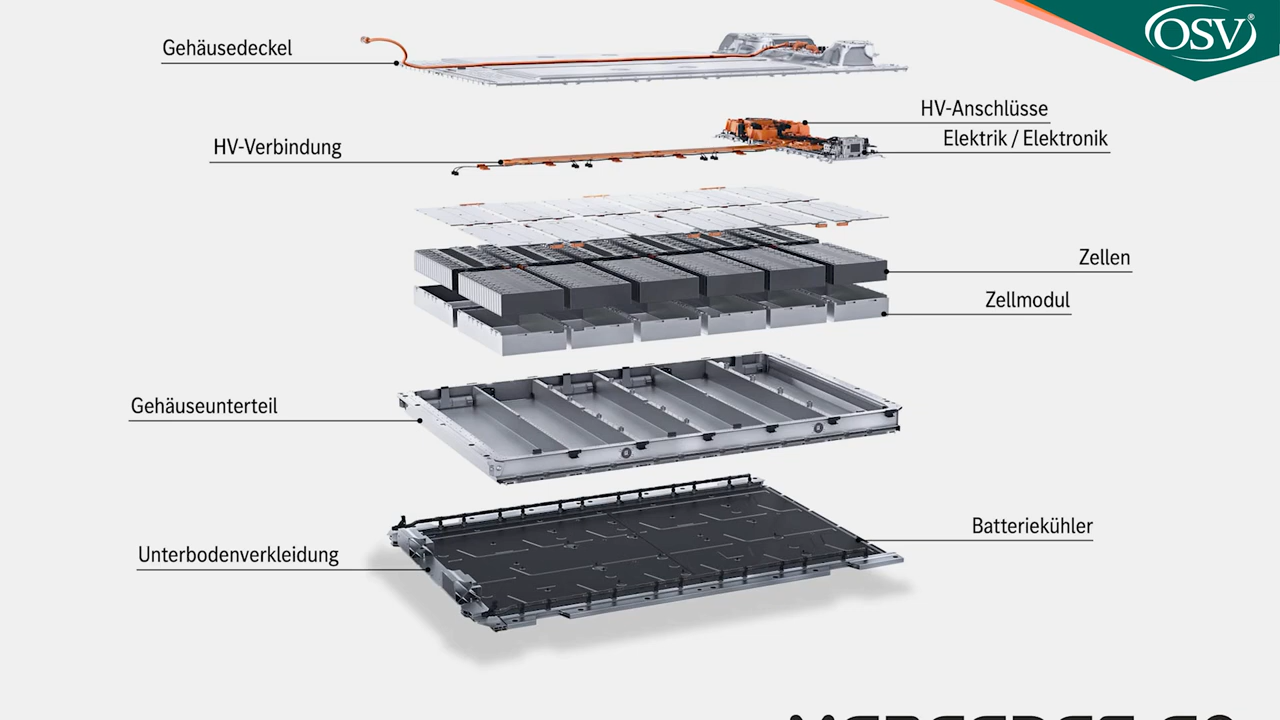 OSV®
Gehäusedeckel
HV-Anschlüsse
Elektrik / Elektronik
HV-Verbindung
Zellen
Zellmodul
Gehäuseunterteil
Batteriekühler
Unterbodenverkleidung